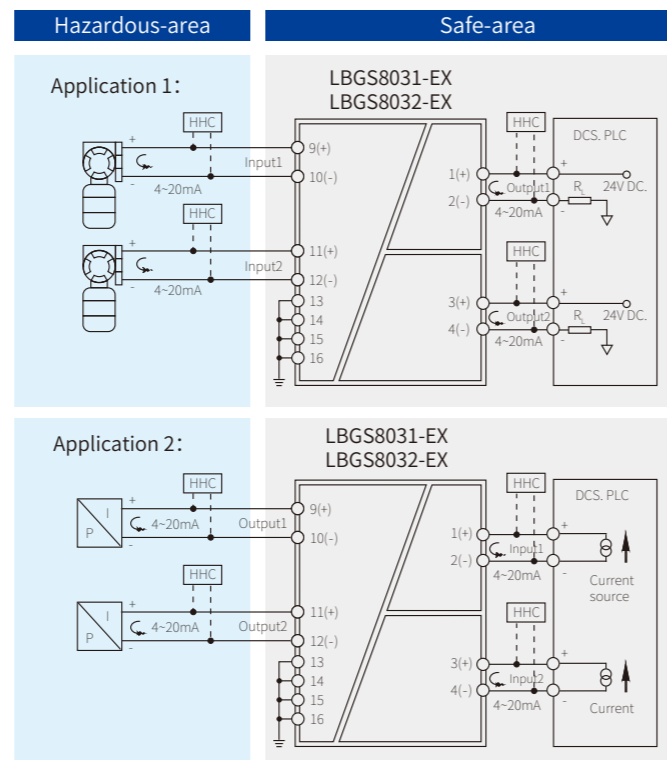 Hazardous-area
Safe-area
Application 1:
LBGS8031-EX
LBGS8032-EX
HHC
HHC
DCS. PLC
+
9(+)
Input1
10(-)
-
4~20mA
1(+)
Output1
2(-)
4~20mA
+
24V DC.
RL
-
HHC
HHC
+
11(+)
Input2
12(-)
-
4~20mA
13
14
15
16
3(+)
Output2
4(-)
4~20mA
+
24V DC.
RL
-
Application 2:
LBGS8031-EX
LBGS8032-EX
HHC
HHC
DCS. PLC
I
P
+
4~20mA
Output1
-
9(+)
10(-)
1(+)
Input1
2(-)
4~20mA
+
-
Current
source
HHC
HHC
I
P
+
4~20mA
Output2
-
11(+)
12(-)
13
14
15
16
3(+)
Input2
4(-)
4~20mA
+
-
Current